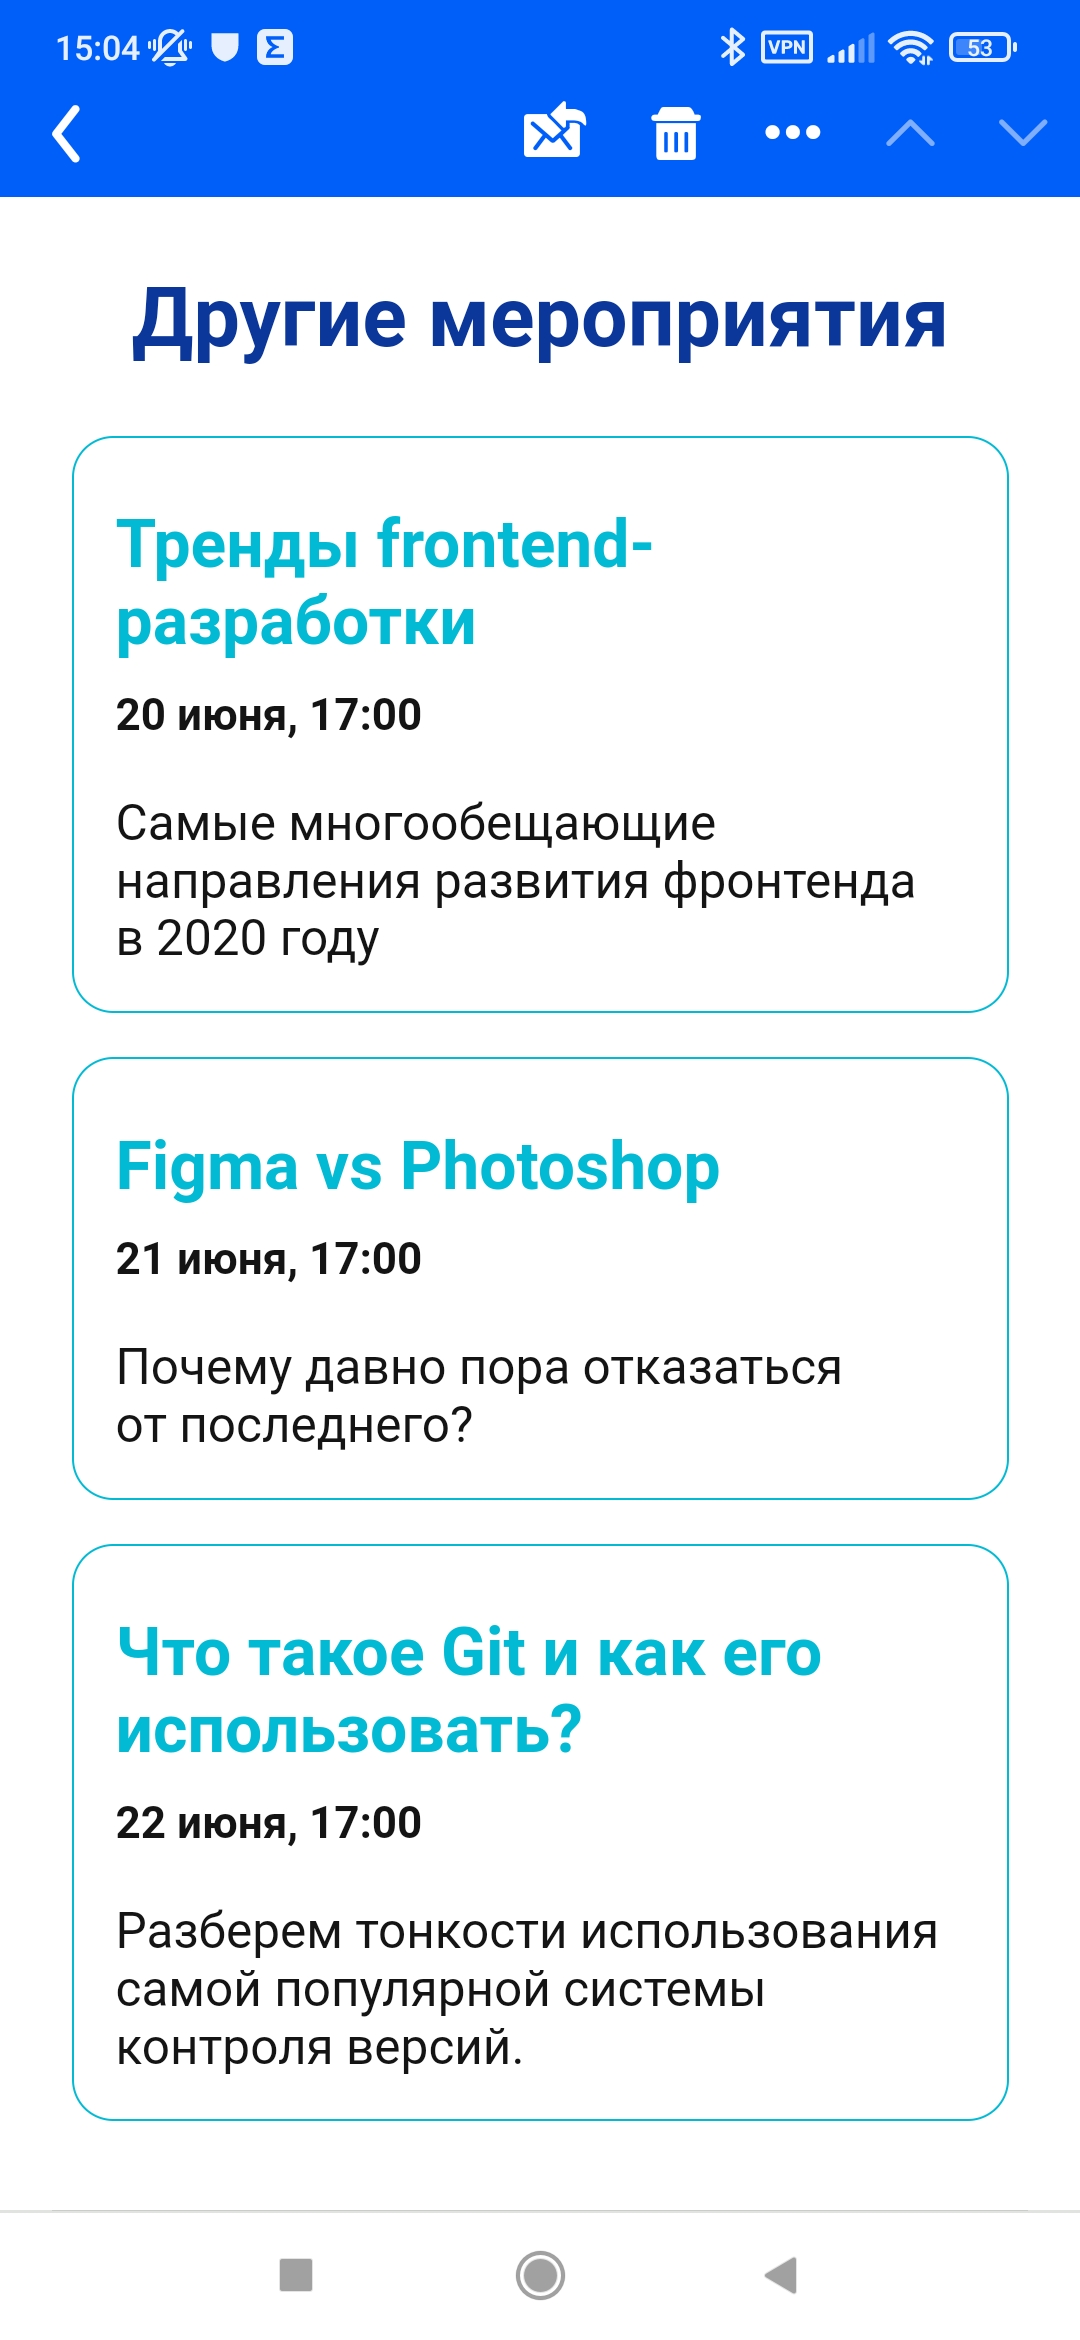 15:04
VPN
53
Другие мероприятия
Тренды frontend-
разработки
20 июня, 17:00
Самые многообещающие
направления развития фронтенда
в 2020 году
Figma vs Photoshop
21 июня, 17:00
Почему давно пора отказаться
от последнего?
Что такое Git и как его
использовать?
22 июня, 17:00
Разберем тонкости использования
самой популярной системы
контроля версий.